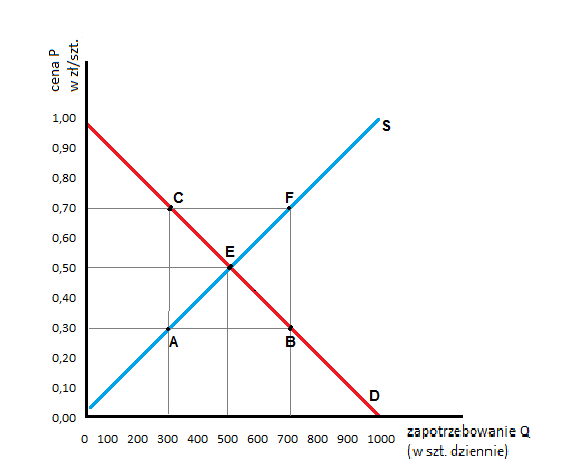 cena P
w zł/szt.
1,00
0,90
0,80
0,70
0,60
0,50
0,40
0,30
0,20
0,10
0,00
S
C
F
E
A
B
D
0 100 200 300 400 500 600 700 800 900 1000
zapotrzebowanie Q
( w szt. dziennie)